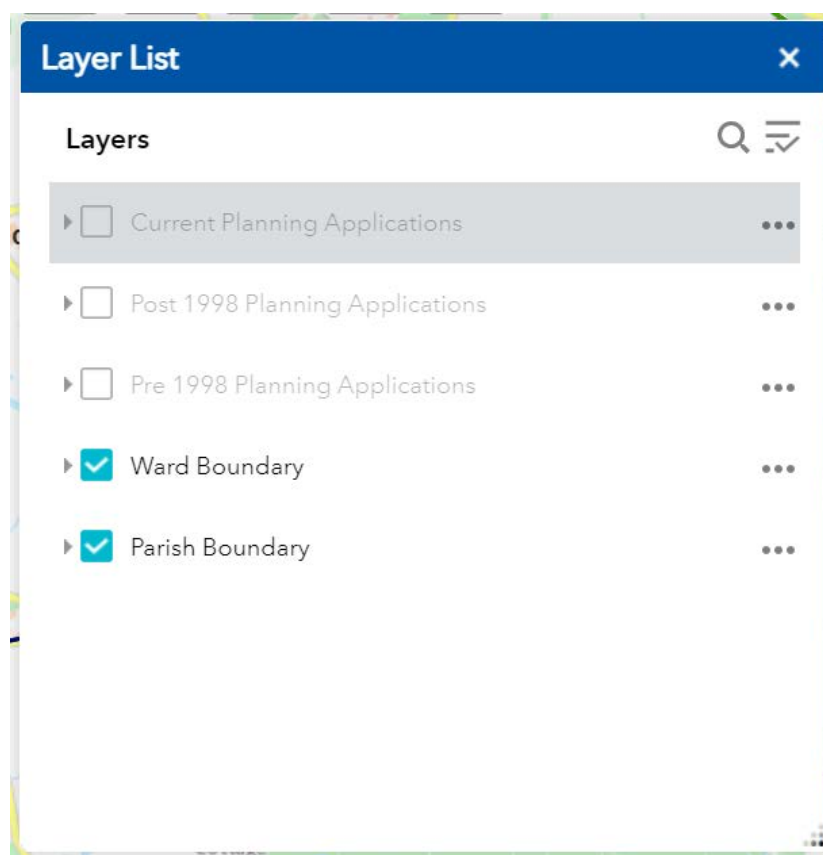 Layer List
Layers
Current Planning Applications
Post 1998 Planning Applications
Pre 1998 Planning Applications
Ward Boundary
Parish Boundary